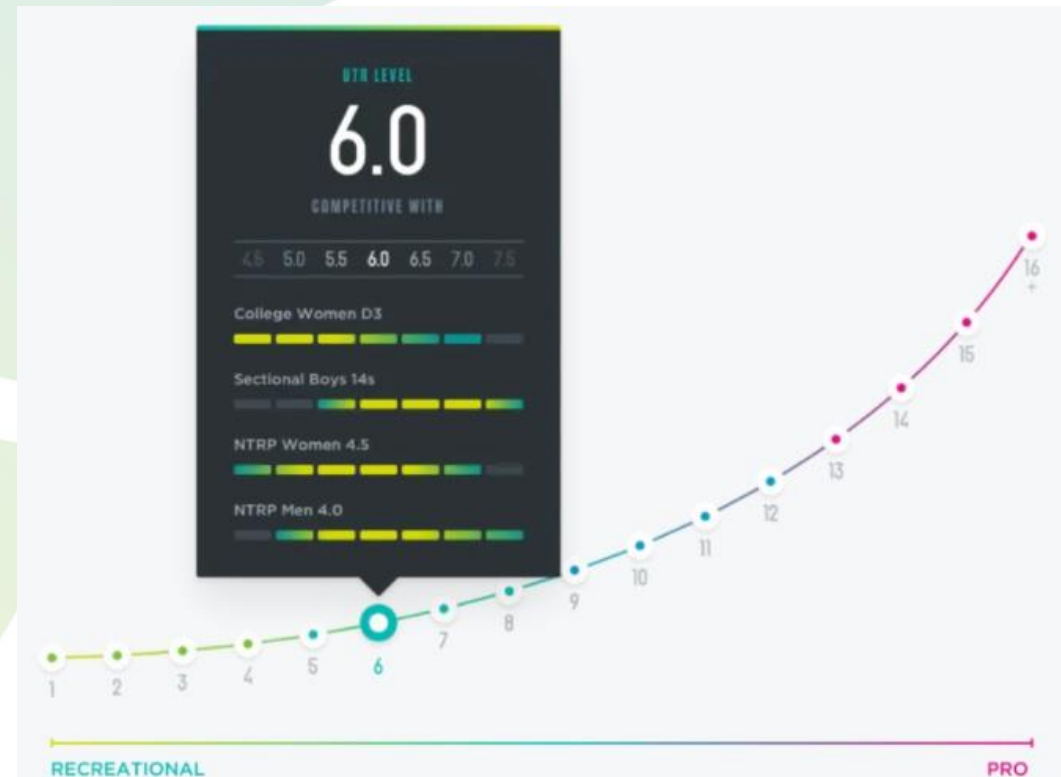 UTR LEVEL
6.0
COMPETITIVE WITH
4.5 5.0 5.5 6.0 6.5 7.0 7.5
College Women D3
Sectional Boys 14s
NTRP Women 4.5
NTRP Men 4.0
1 2 3 4 5 6 7 8 9 10 11 12 13 14 15 16
+
RECREATIONAL PRO